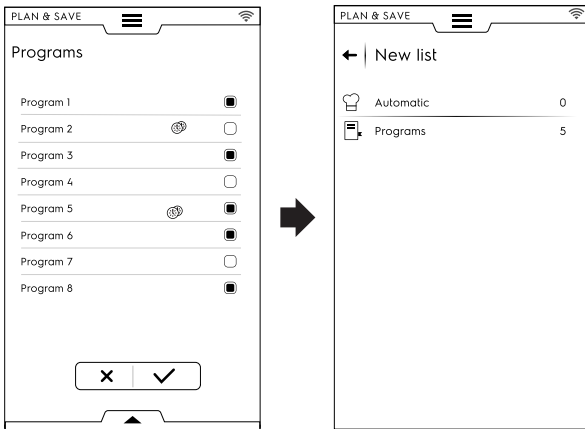 PLAN & SAVE
Programs
Program 1
Program 2
Program 3
Program 4
Program 5
Program 6
Program 7
Program 8
PLAN & SAVE
New list
Automatic 0
Programs 5